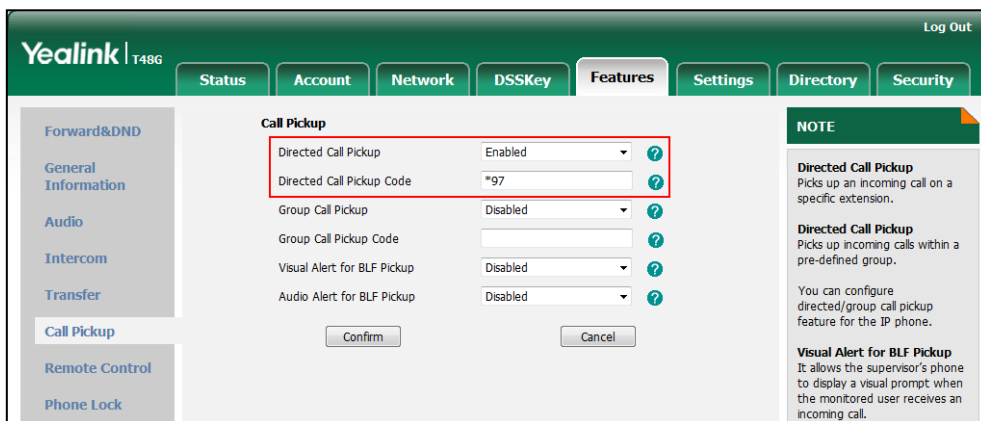 Log Out
Yealink T48G
Status Account Network DSSKey Features Settings Directory Security
Forward&DND
General
Information
Audio
Intercom
Transfer
Call Pickup
Remote Control
Phone Lock
Call Pickup
Directed Call Pickup Enabled ?
Directed Call Pickup Code *97 ?
Group Call Pickup Disabled ?
Group Call Pickup Code ?
Visual Alert for BLF Pickup Disabled ?
Audio Alert for BLF Pickup Disabled ?
Confirm Cancel
NOTE
Directed Call Pickup
Picks up an incoming call on a
specific extension.
Directed Call Pickup
Picks up incoming calls within a
pre-defined group.
You can configure
directed/group call pickup
feature for the IP phone.
Visual Alert for BLF Pickup
It allows the supervisor's phone
to display a visual prompt when
the monitored user receives an
incoming call.